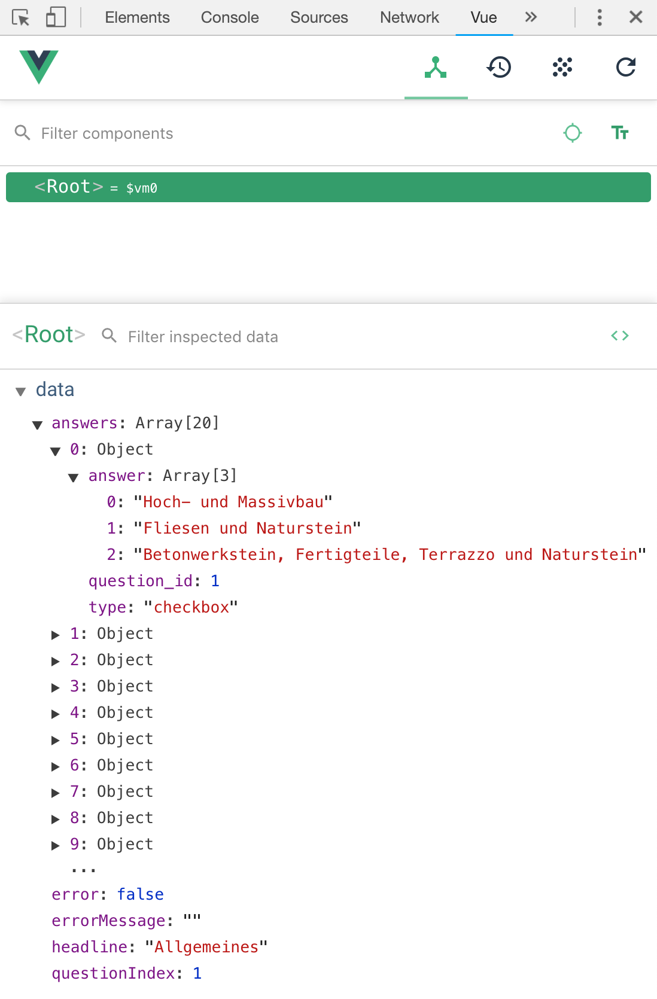 Elements Console Sources Network Vue
Filter components
<Root> = $vm0
<Root> Filter inspected data
data
answers: Array[20]
0: Object
answer: Array[3]
0: "Hoch- und Massivbau"
1: "Fliesen und Naturstein"
2: "Betonwerkstein, Fertigteile, Terrazzo und Naturstein"
question_id: 1
type: "checkbox"
1: Object
2: Object
3: Object
4: Object
5: Object
6: Object
7: Object
8: Object
9: Object
...
error: false
errorMessage: ""
headline: "Allgemeines"
questionIndex: 1